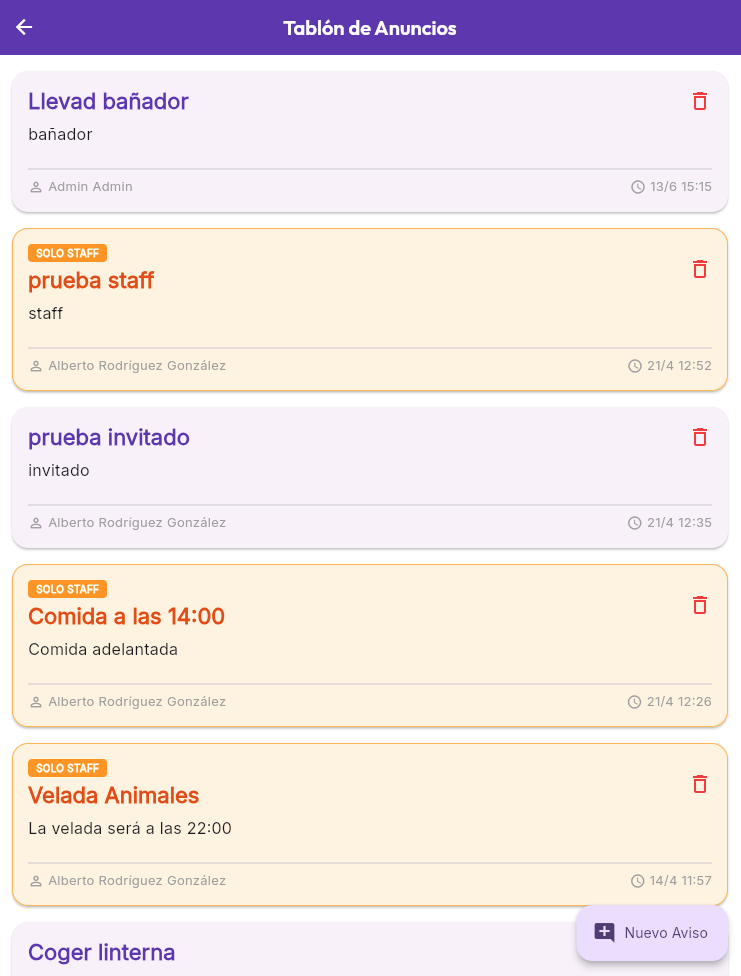 Tablón de Anuncios
Llevad bañador
bañador
Admin Admin 13/6 15:15
SOLO STAFF
prueba staff
staff
Alberto Rodríguez González 21/4 12:52
prueba invitado
invitado
Alberto Rodríguez González 21/4 12:35
SOLO STAFF
Comida a las 14:00
Comida adelantada
Alberto Rodríguez González 21/4 12:26
SOLO STAFF
Velada Animales
La velada será a las 22:00
Alberto Rodríguez González 14/4 11:57
Nuevo Aviso
Coger linterna